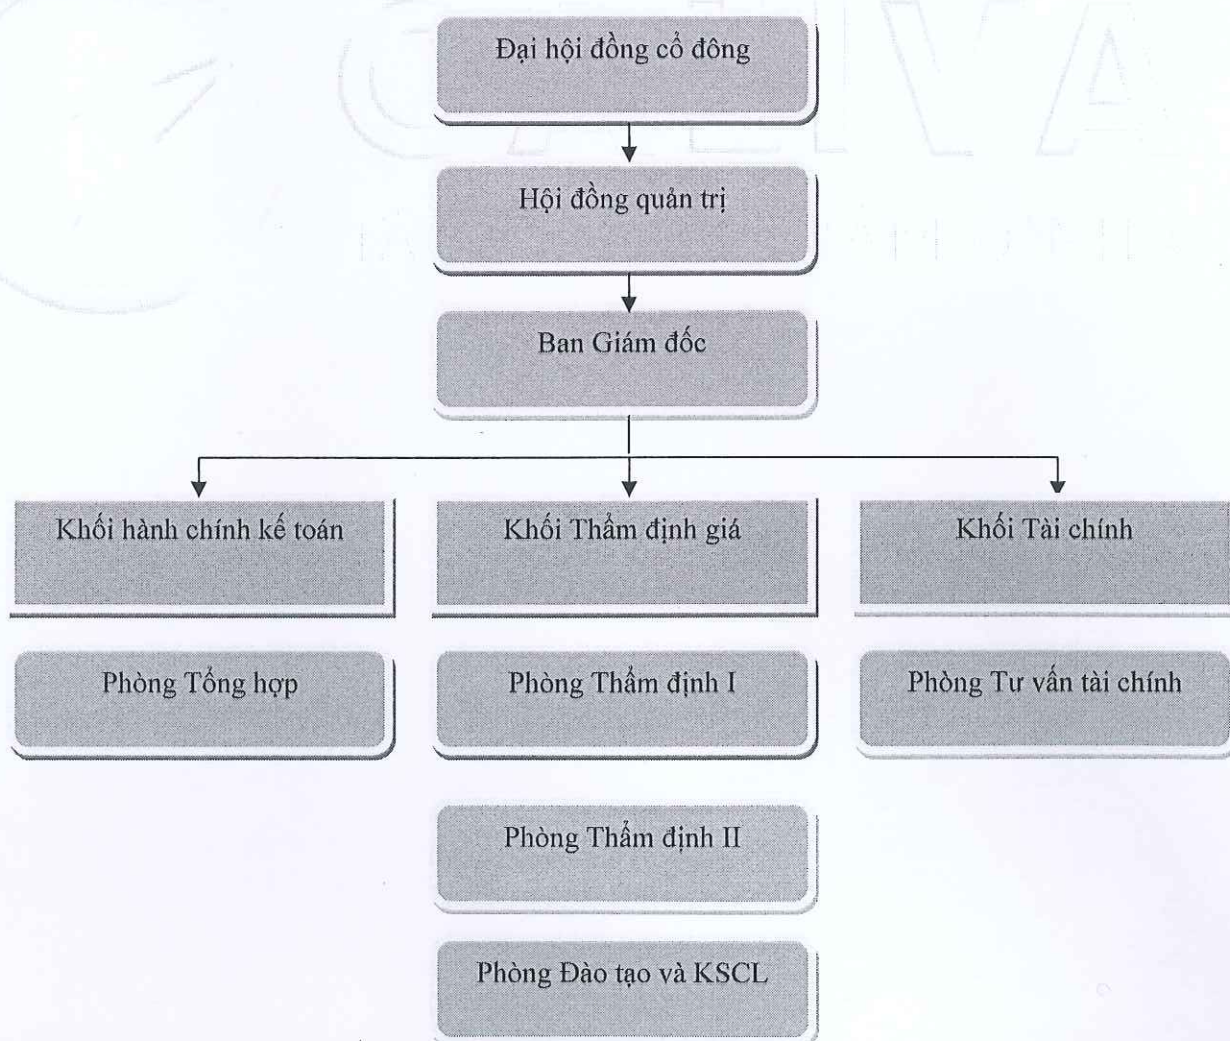 Đại hội đồng cổ đông
Hội đồng quản trị
Ban Giám đốc
Khối hành chính kế toán
Khối Thẩm định giá
Khối Tài chính
Phòng Tổng hợp
Phòng Thẩm định I
Phòng Tư vấn tài chính
Phòng Thẩm định II
Phòng Đào tạo và KSCL